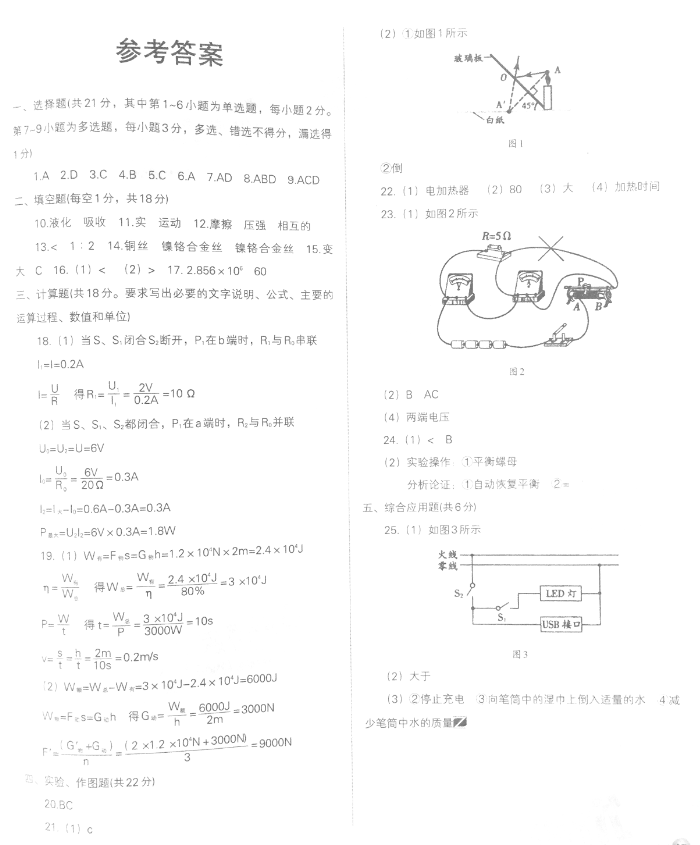 参考答案
一、选择题(共21分，其中第1~6小题为单选题，每小题2分。
第7~9小题为多选题，每小题3分，多选、错选不得分，漏选得
1分)
1.A 2.D 3.C 4.B 5.C 6.A 7.AD 8.ABD 9.ACD
二、填空题(每空1分，共18分)
10.液化 吸收 11.实 运动 12.摩擦 压强 相互的
13.< 1：2 14.铜丝 镍铬合金丝 镍铬合金丝 15.变
大 C 16.(1)< (2)> 17. 2.856×10⁶ 60
三、计算题(共18分。要求写出必要的文字说明、公式、主要的
运算过程、数值和单位)
18.(1)当S、S₁闭合S₂断开，P₁在b端时，R₁与R₀串联
I₁=I=0.2A
I=U/R 得R₁=U₁/I₁=2V/0.2A=10 Ω
(2)当S、S₁、S₂都闭合，P₁在a端时，R₂与R₀并联
U₀=U₂=U=6V
I₀=U₀/R₀=6V/20Ω=0.3A
I₂=I大-I₀=0.6A-0.3A=0.3A
P最大=U₂I₂=6V×0.3A=1.8W
19.(1)W有=F物s=G物h=1.2×10⁴N×2m=2.4×10⁴J
η=W有/W总 得W总=W有/η=2.4×10⁴J/80%=3×10⁴J
P=W/t 得t=W总/P=3×10⁴J/3000W=10s
v=s/t=h/t=2m/10s=0.2m/s
(2)W额=W总-W有=3×10⁴J-2.4×10⁴J=6000J
W额=F动s=G动h 得G动=W额/h=6000J/2m=3000N
F'=(G'物+G动)/n=(2×1.2×10⁴N+3000N)/3=9000N
四、实验、作图题(共22分)
20.BC
21.(1)c
(2)①如图1所示
玻璃板
O
A
A'
45°
白纸
图1
②倒
22.(1)电加热器 (2)80 (3)大 (4)加热时间
23.(1)如图2所示
R=5Ω
P
A B
图2
(2)B AC
(4)两端电压
24.(1)< B
(2)实验操作 ①平衡螺母
分析论证：①自动恢复平衡 ②=
五、综合应用题(共6分)
25.(1)如图3所示
火线
零线
S₂
S₁
LED灯
USB接口
图3
(2)大于
(3)②停止充电 ③向笔筒中的湿巾上倒入适量的水 ④减
少笔筒中水的质量